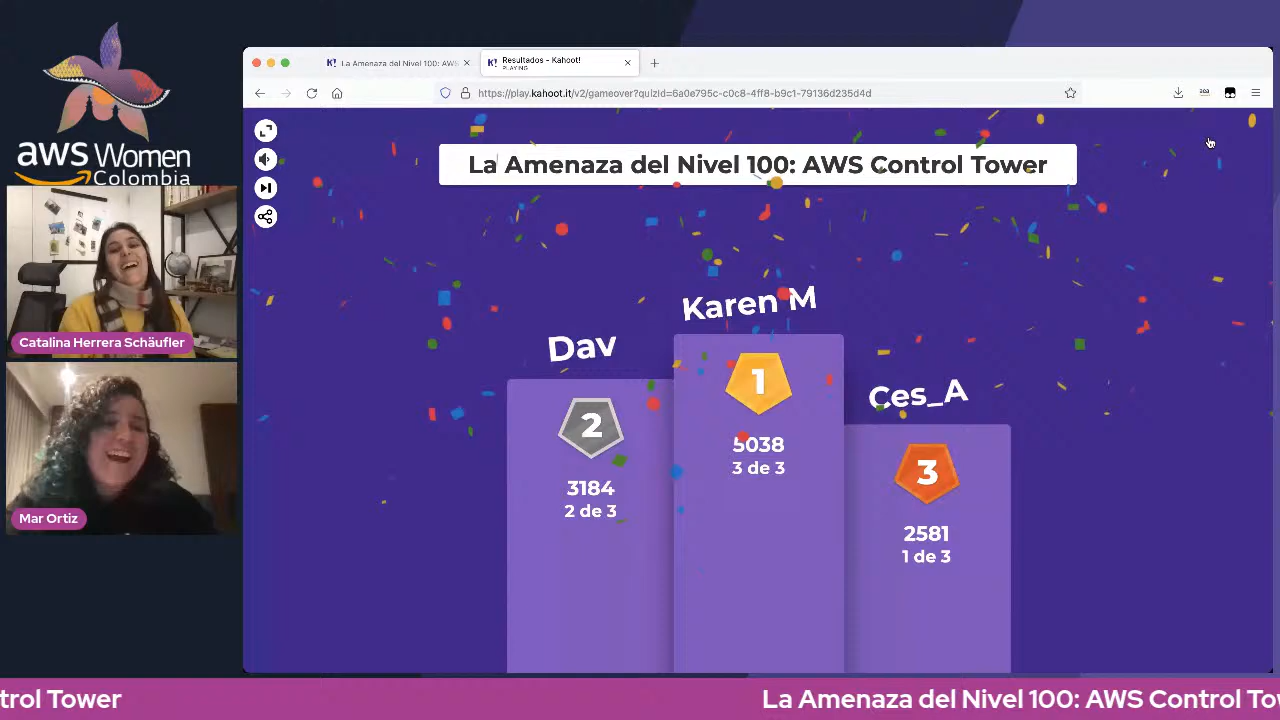 aws Women
Colombia
Catalina Herrera Schäufler
Mar Ortiz
La Amenaza del Nivel 100: AWS
Resultados - Kahoot!
PLAYING
https://play.kahoot.it/v2/gameover?quizId=6a0e795c-c0c8-4ff8-b9c1-79136d235d4d
La Amenaza del Nivel 100: AWS Control Tower
Karen M
1
5038
3 de 3
Dav
2
3184
2 de 3
Ces_A
3
2581
1 de 3
trol Tower
La Amenaza del Nivel 100: AWS Control Tow